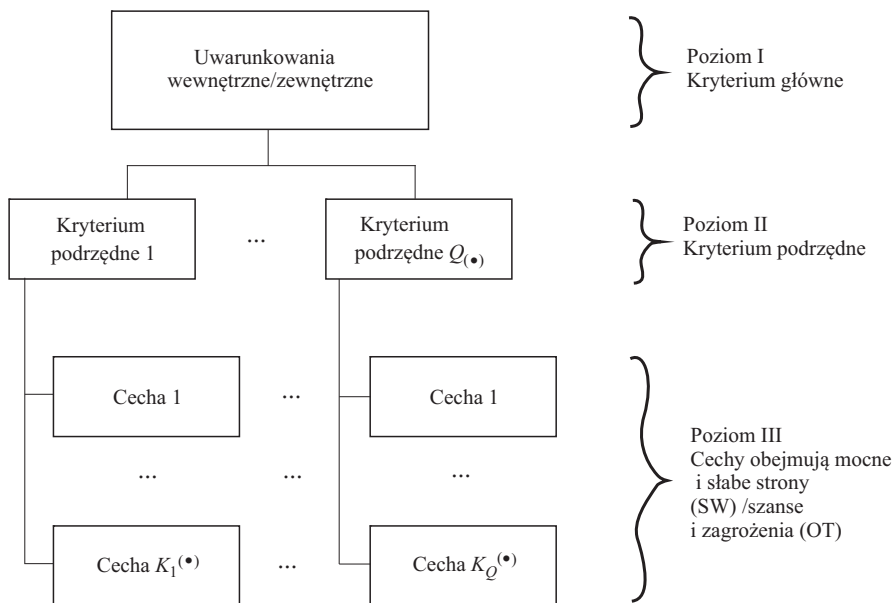 Uwarunkowania
wewnętrzne/zewnętrzne
Poziom I
Kryterium główne
Kryterium
podrzędne 1
...
Kryterium
podrzędne Q(•)
Poziom II
Kryterium podrzędne
Cecha 1
...
Cecha 1
...
...
...
Cecha K1(•)
...
Cecha KQ(•)
Poziom III
Cechy obejmują mocne
i słabe strony
(SW) /szanse
i zagrożenia (OT)